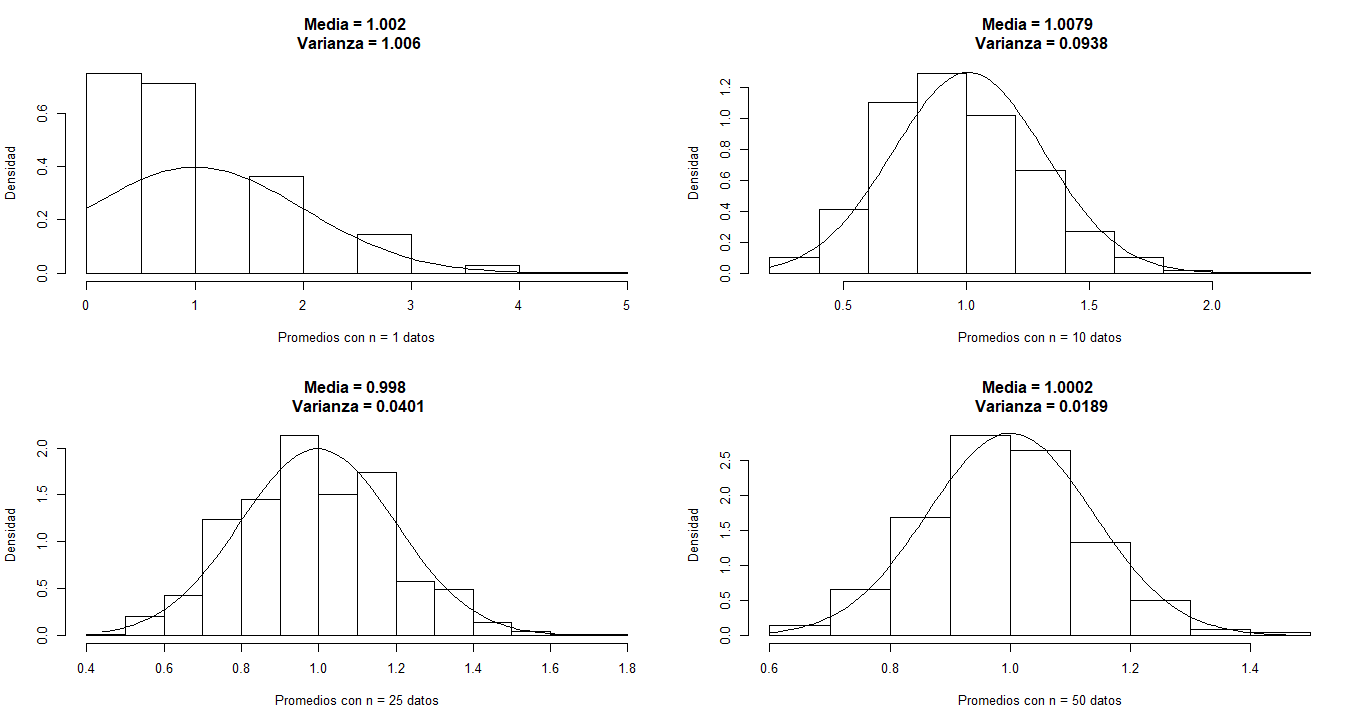 Media = 1.002
Varianza = 1.006
Densidad
0.0 0.2 0.4 0.6
0 1 2 3 4 5
Promedios con n = 1 datos
Media = 1.0079
Varianza = 0.0938
Densidad
0.0 0.2 0.4 0.6 0.8 1.0 1.2
0.5 1.0 1.5 2.0
Promedios con n = 10 datos
Media = 0.998
Varianza = 0.0401
Densidad
0.0 0.5 1.0 1.5 2.0
0.4 0.6 0.8 1.0 1.2 1.4 1.6 1.8
Promedios con n = 25 datos
Media = 1.0002
Varianza = 0.0189
Densidad
0.0 0.5 1.0 1.5 2.0 2.5
0.6 0.8 1.0 1.2 1.4
Promedios con n = 50 datos